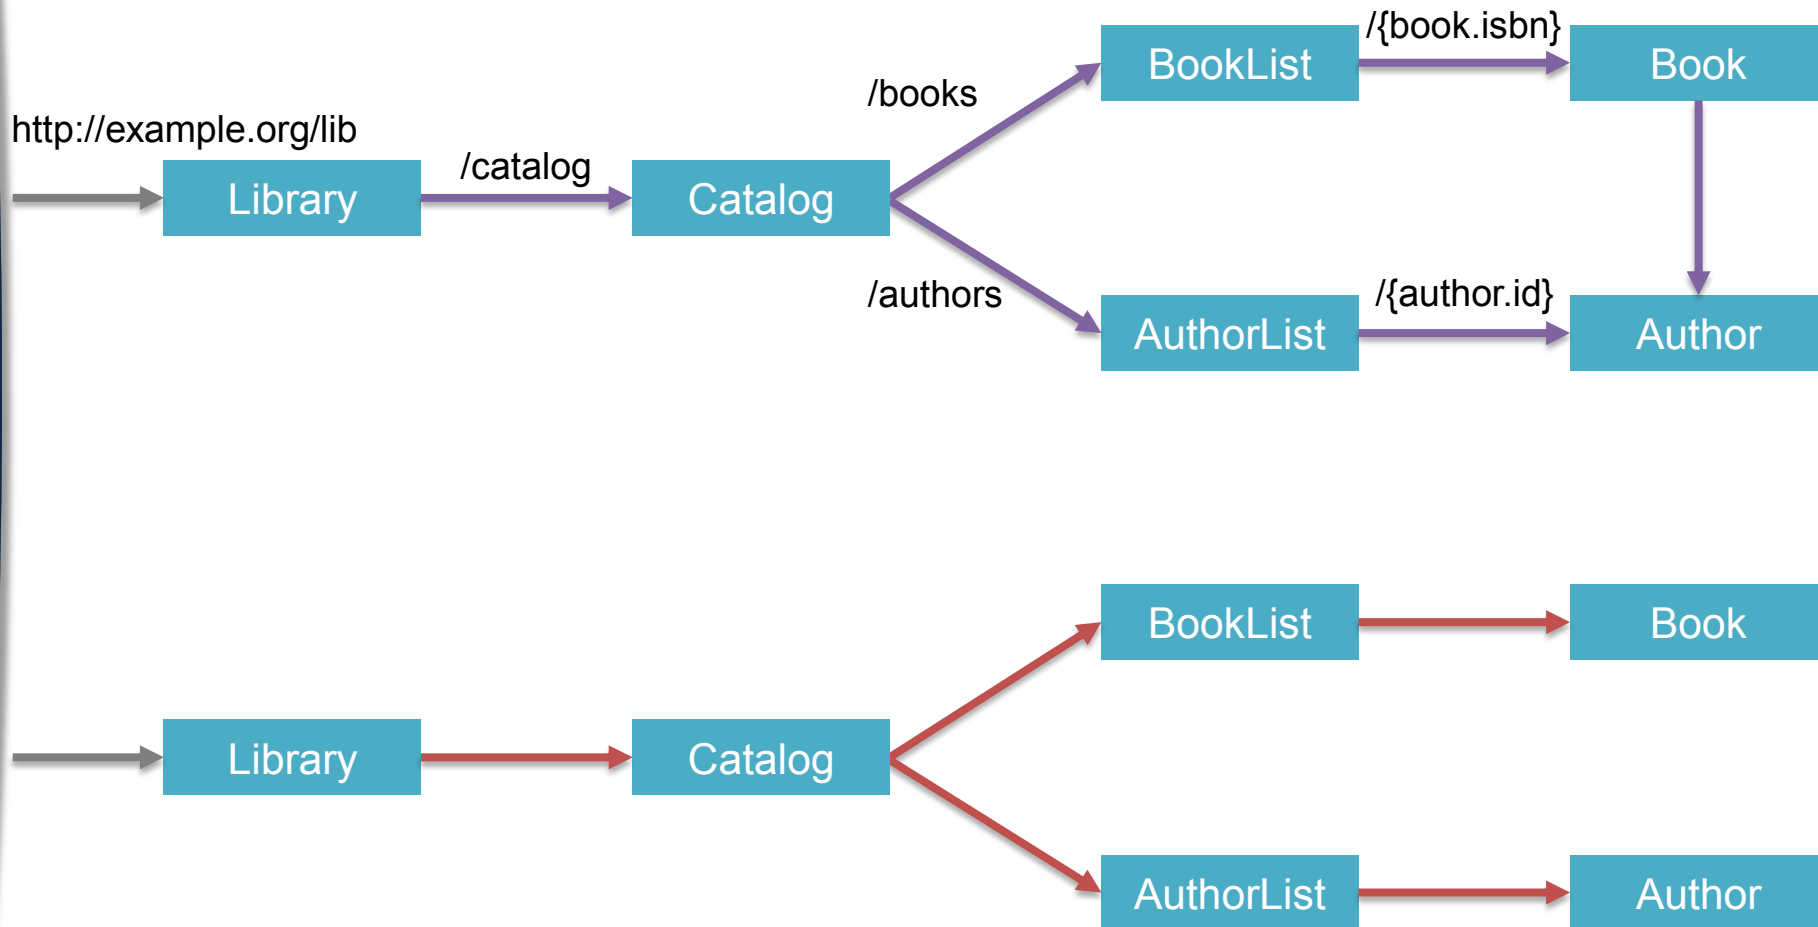 /{book.isbn}
BookList
Book
/books
http://example.org/lib
/catalog
Library
Catalog
/authors
/{author.id}
AuthorList
Author
BookList
Book
Library
Catalog
AuthorList
Author